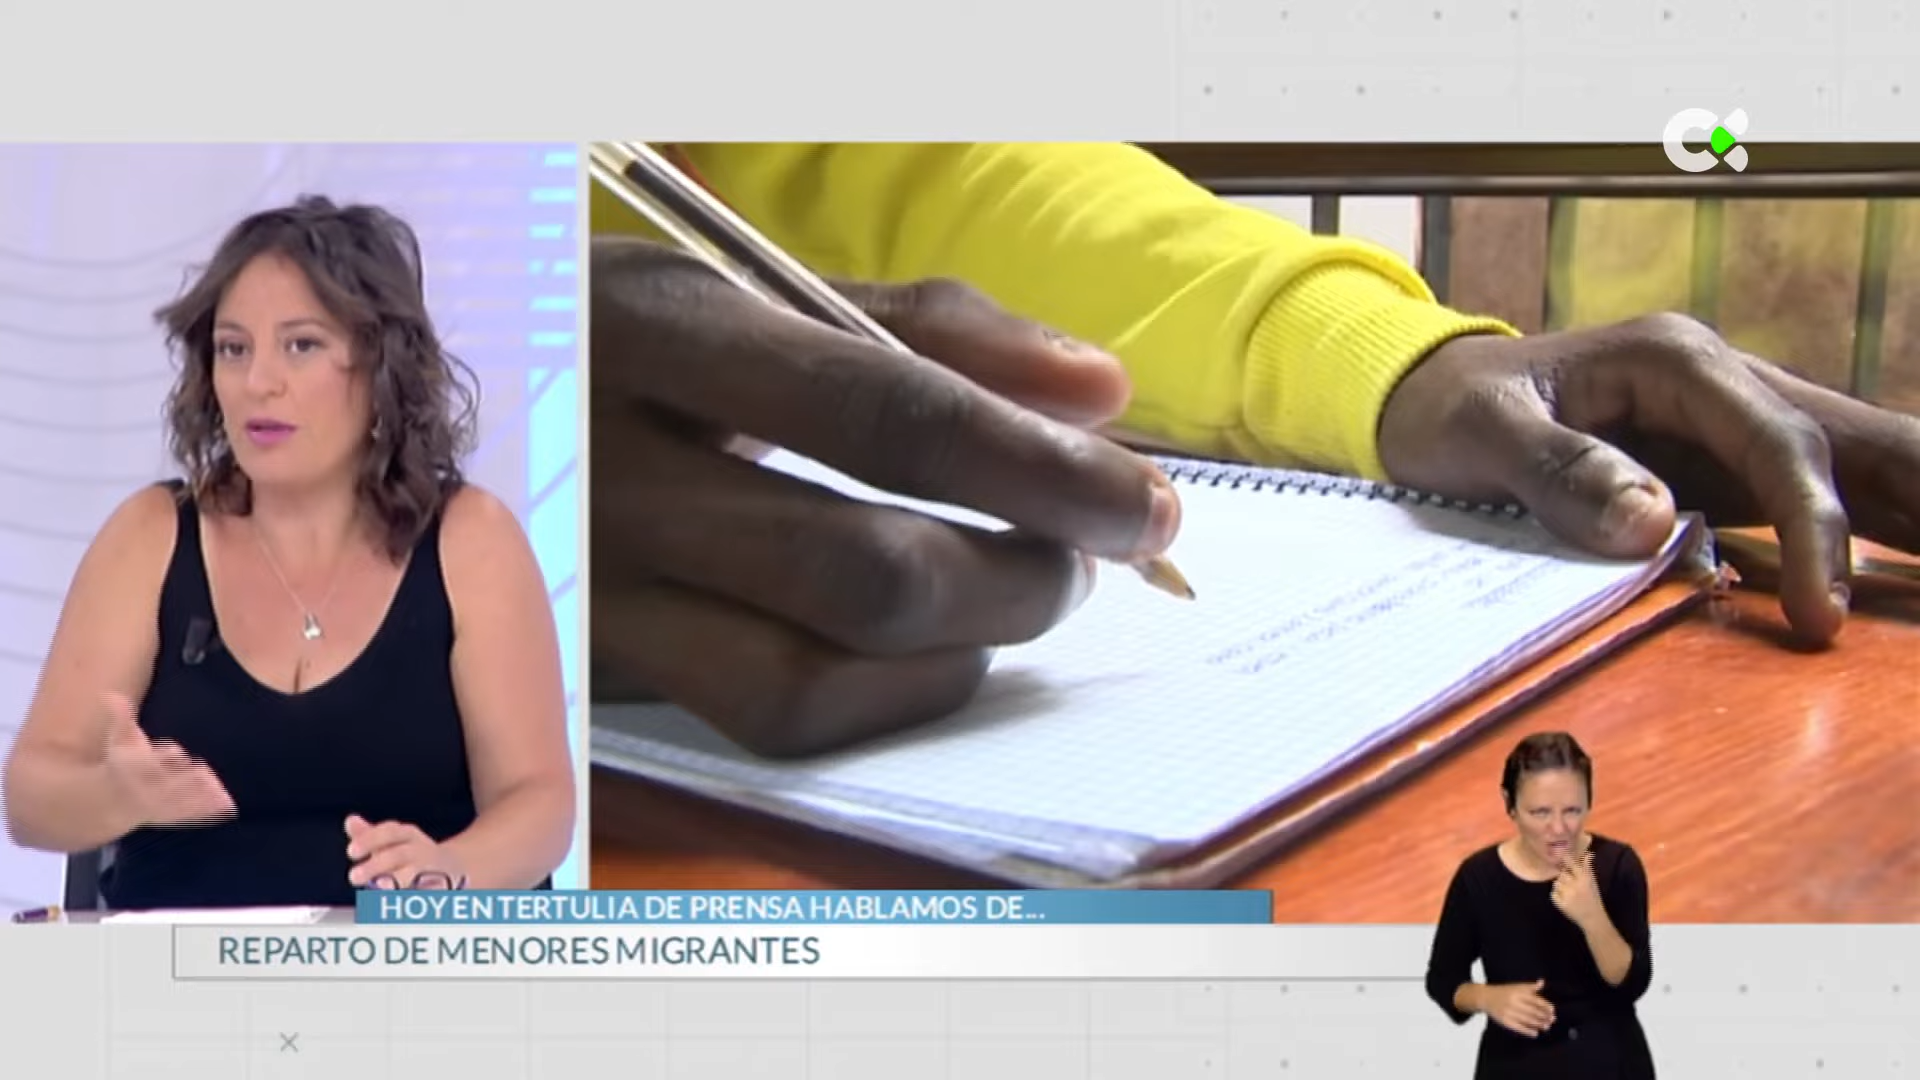 HOY EN TERTULIA DE PRENSA HABLAMOS DE...
REPARTO DE MENORES MIGRANTES